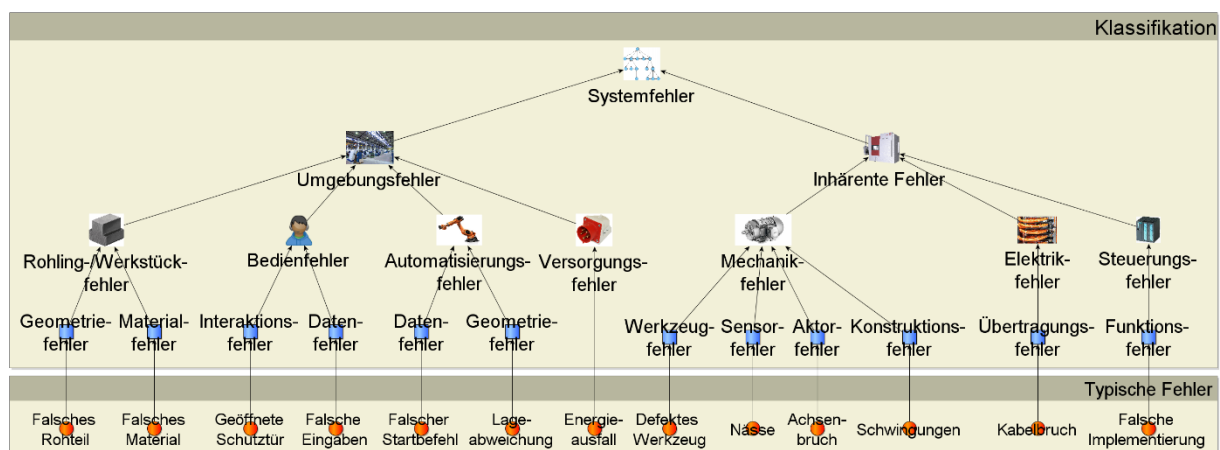 Klassifikation
Systemfehler
Umgebungsfehler
Inhärente Fehler
Rohling-/Werkstück-
fehler
Bedienfehler
Automatisierungs-
fehler
Versorgungs-
fehler
Mechanik-
fehler
Elektrik-
fehler
Steuerungs-
fehler
Geometrie-
fehler
Material-
fehler
Interaktions-
fehler
Daten-
fehler
Daten-
fehler
Geometrie-
fehler
Werkzeug-
fehler
Sensor-
fehler
Aktor-
fehler
Konstruktions-
fehler
Übertragungs-
fehler
Funktions-
fehler
Typische Fehler
Falsches
Rohteil
Falsches
Material
Geöffnete
Schutztür
Falsche
Eingaben
Falscher
Startbefehl
Lage-
abweichung
Energie-
ausfall
Defektes
Werkzeug
Nässe
Achsen-
bruch
Schwingungen
Kabelbruch
Falsche
Implementierung